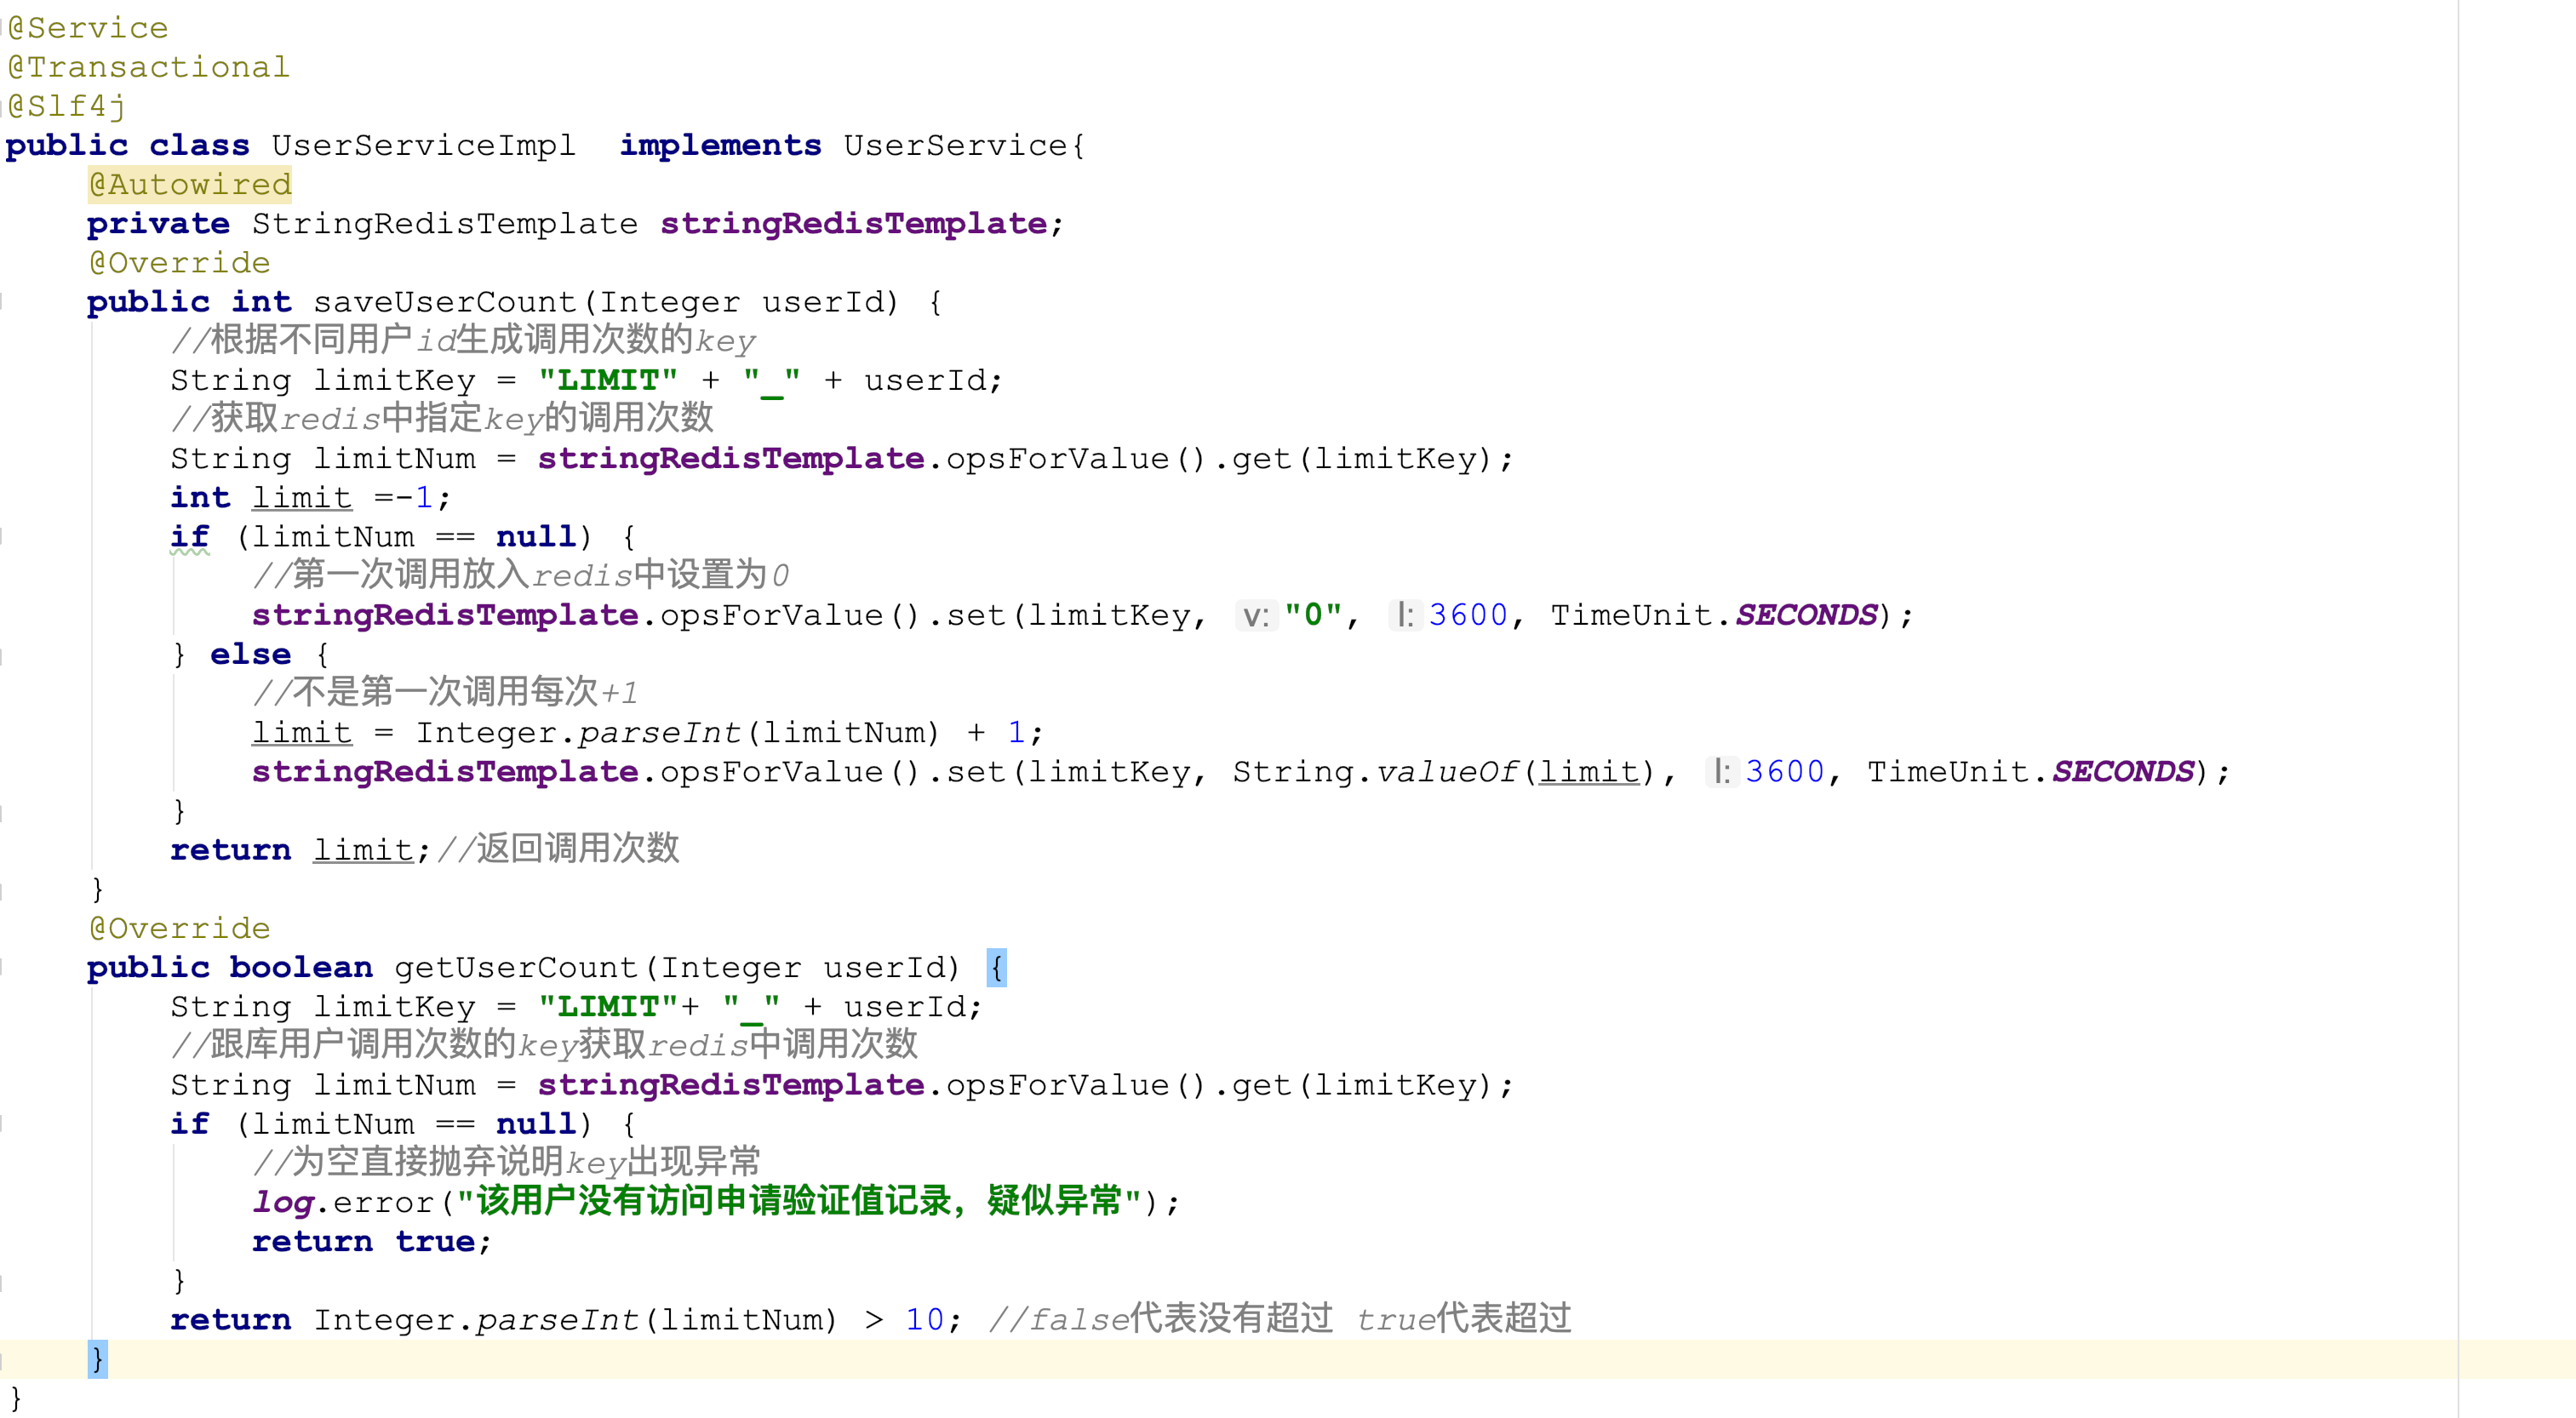 @Service
@Transactional
@Slf4j
public class UserServiceImpl  implements UserService{
    @Autowired
    private StringRedisTemplate stringRedisTemplate;
    @Override
    public int saveUserCount(Integer userId) {
        //根据不同用户id生成调用次数的key
        String limitKey = "LIMIT" + "_" + userId;
        //获取redis中指定key的调用次数
        String limitNum = stringRedisTemplate.opsForValue().get(limitKey);
        int limit =-1;
        if (limitNum == null) {
            //第一次调用放入redis中设置为0
            stringRedisTemplate.opsForValue().set(limitKey, v: "0", l: 3600, TimeUnit.SECONDS);
        } else {
            //不是第一次调用每次+1
            limit = Integer.parseInt(limitNum) + 1;
            stringRedisTemplate.opsForValue().set(limitKey, String.valueOf(limit), l: 3600, TimeUnit.SECONDS);
        }
        return limit;//返回调用次数
    }
    @Override
    public boolean getUserCount(Integer userId) {
        String limitKey = "LIMIT"+ "_" + userId;
        //跟库用户调用次数的key获取redis中调用次数
        String limitNum = stringRedisTemplate.opsForValue().get(limitKey);
        if (limitNum == null) {
            //为空直接抛弃说明key出现异常
            log.error("该用户没有访问申请验证值记录，疑似异常");
            return true;
        }
        return Integer.parseInt(limitNum) > 10; //false代表没有超过 true代表超过
    }
}